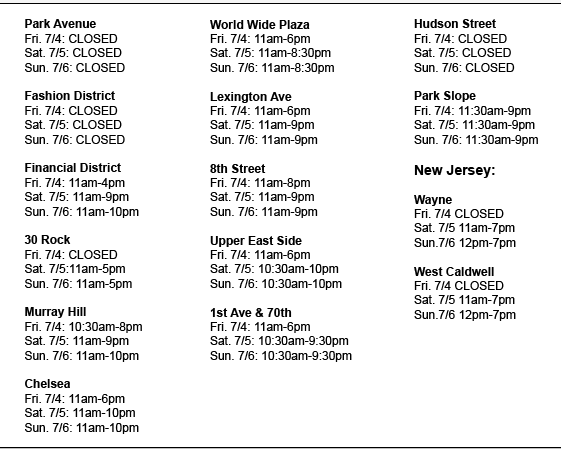 Park Avenue
Fri. 7/4: CLOSED
Sat. 7/5: CLOSED
Sun. 7/6: CLOSED
Fashion District
Fri. 7/4: CLOSED
Sat. 7/5: CLOSED
Sun. 7/6: CLOSED
Financial District
Fri. 7/4: 11am-4pm
Sat. 7/5: 11am-9pm
Sun. 7/6: 11am-10pm
30 Rock
Fri. 7/4: CLOSED
Sat. 7/5:11am-5pm
Sun. 7/6: 11am-5pm
Murray Hill
Fri. 7/4: 10:30am-8pm
Sat. 7/5: 11am-9pm
Sun. 7/6: 11am-10pm
Chelsea
Fri. 7/4: 11am-6pm
Sat. 7/5: 11am-10pm
Sun. 7/6: 11am-10pm
World Wide Plaza
Fri. 7/4: 11am-6pm
Sat. 7/5: 11am-8:30pm
Sun. 7/6: 11am-8:30pm
Lexington Ave
Fri. 7/4: 11am-6pm
Sat. 7/5: 11am-9pm
Sun. 7/6: 11am-9pm
8th Street
Fri. 7/4: 11am-8pm
Sat. 7/5: 11am-9pm
Sun. 7/6: 11am-9pm
Upper East Side
Fri. 7/4: 11am-6pm
Sat. 7/5: 10:30am-10pm
Sun. 7/6: 10:30am-10pm
1st Ave & 70th
Fri. 7/4: 11am-6pm
Sat. 7/5: 10:30am-9:30pm
Sun. 7/6: 10:30am-9:30pm
Hudson Street
Fri. 7/4: CLOSED
Sat. 7/5: CLOSED
Sun. 7/6: CLOSED
Park Slope
Fri. 7/4: 11:30am-9pm
Sat. 7/5: 11:30am-9pm
Sun. 7/6: 11:30am-9pm
New Jersey:
Wayne
Fri. 7/4 CLOSED
Sat. 7/5 11am-7pm
Sun.7/6 12pm-7pm
West Caldwell
Fri. 7/4 CLOSED
Sat. 7/5 11am-7pm
Sun.7/6 12pm-7pm